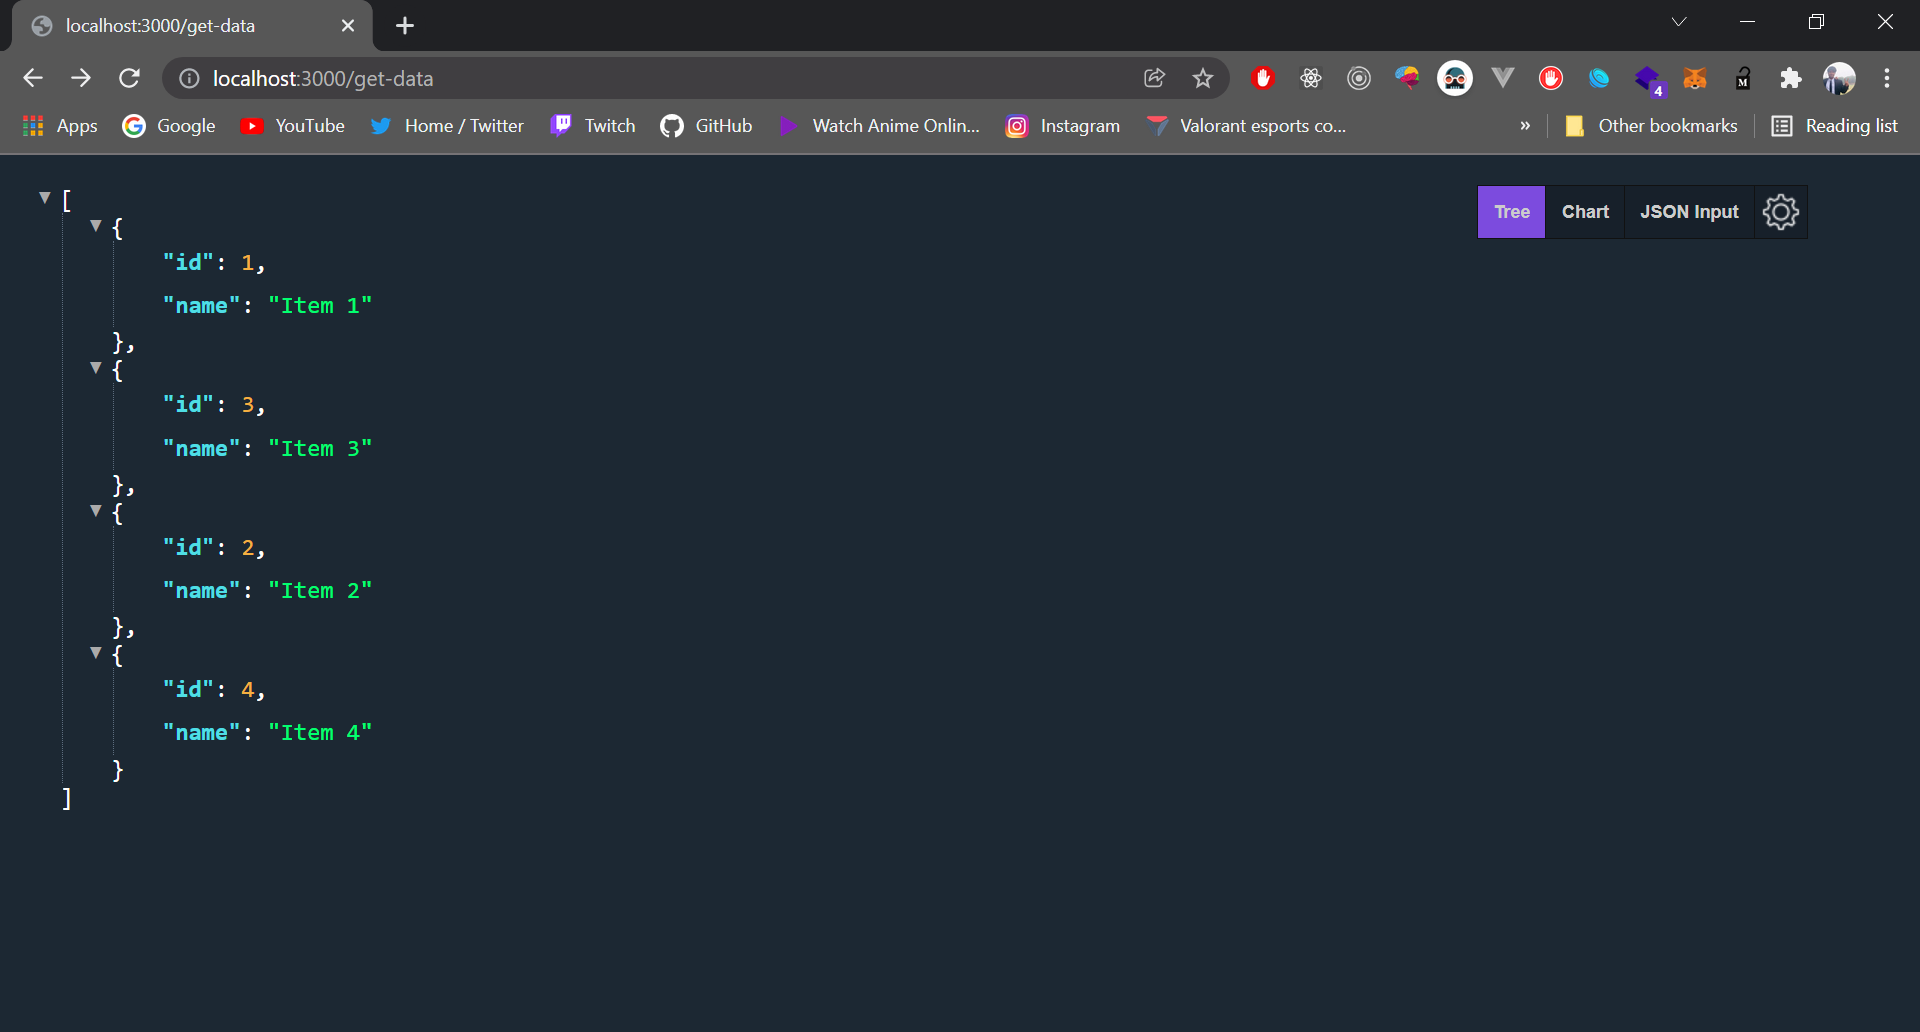 localhost:3000/get-data
localhost:3000/get-data
4
M
Apps Google YouTube Home / Twitter Twitch GitHub Watch Anime Onlin... Instagram Valorant esports co... » Other bookmarks Reading list
Tree Chart JSON Input
[
{
"id": 1,
"name": "Item 1"
},
{
"id": 3,
"name": "Item 3"
},
{
"id": 2,
"name": "Item 2"
},
{
"id": 4,
"name": "Item 4"
}
]